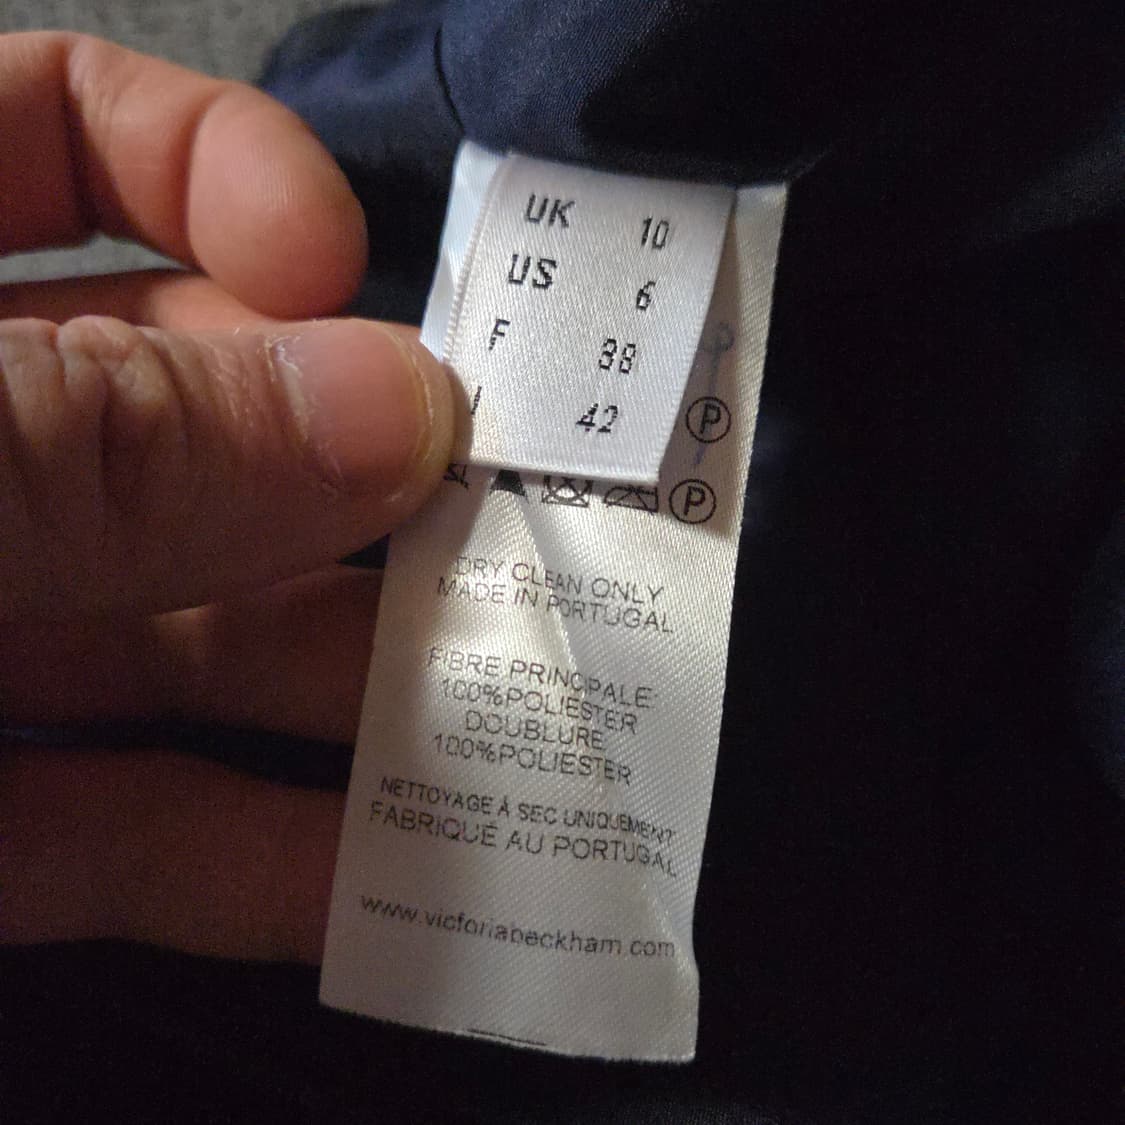 UK 10
US 6
F 38
I 42
P
P
DRY CLEAN ONLY
MADE IN PORTUGAL
FIBRE PRINCIPALE
100%POLIESTER
DOUBLURE
100%POLIESTER
NETTOYAGE À SEC UNIQUEMENT
FABRIQUÉ AU PORTUGAL
www.victoriabeckham.com